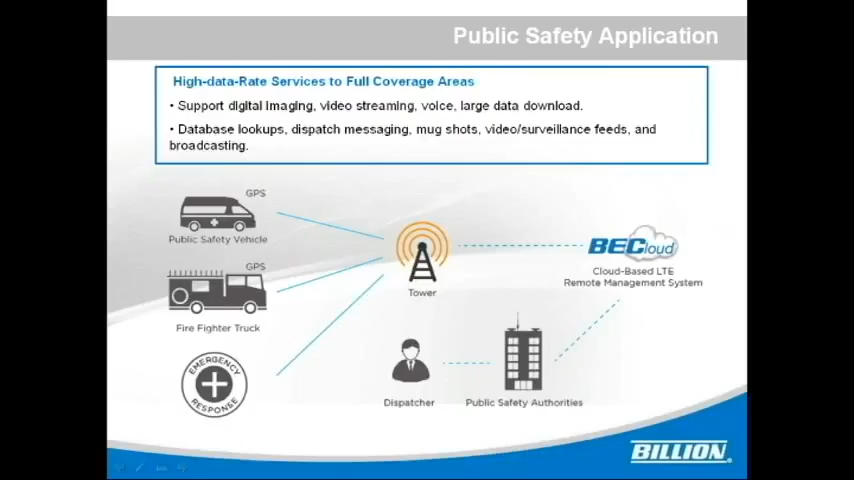 Public Safety Application
High-data-Rate Services to Full Coverage Areas
• Support digital imaging, video streaming, voice, large data download.
• Database lookups, dispatch messaging, mug shots, video/surveillance feeds, and
broadcasting.
GPS
Public Safety Vehicle
GPS
Fire Fighter Truck
EMERGENCY
RESPONSE
Tower
BECloud
Cloud-Based LTE
Remote Management System
Dispatcher
Public Safety Authorities
BILLION®